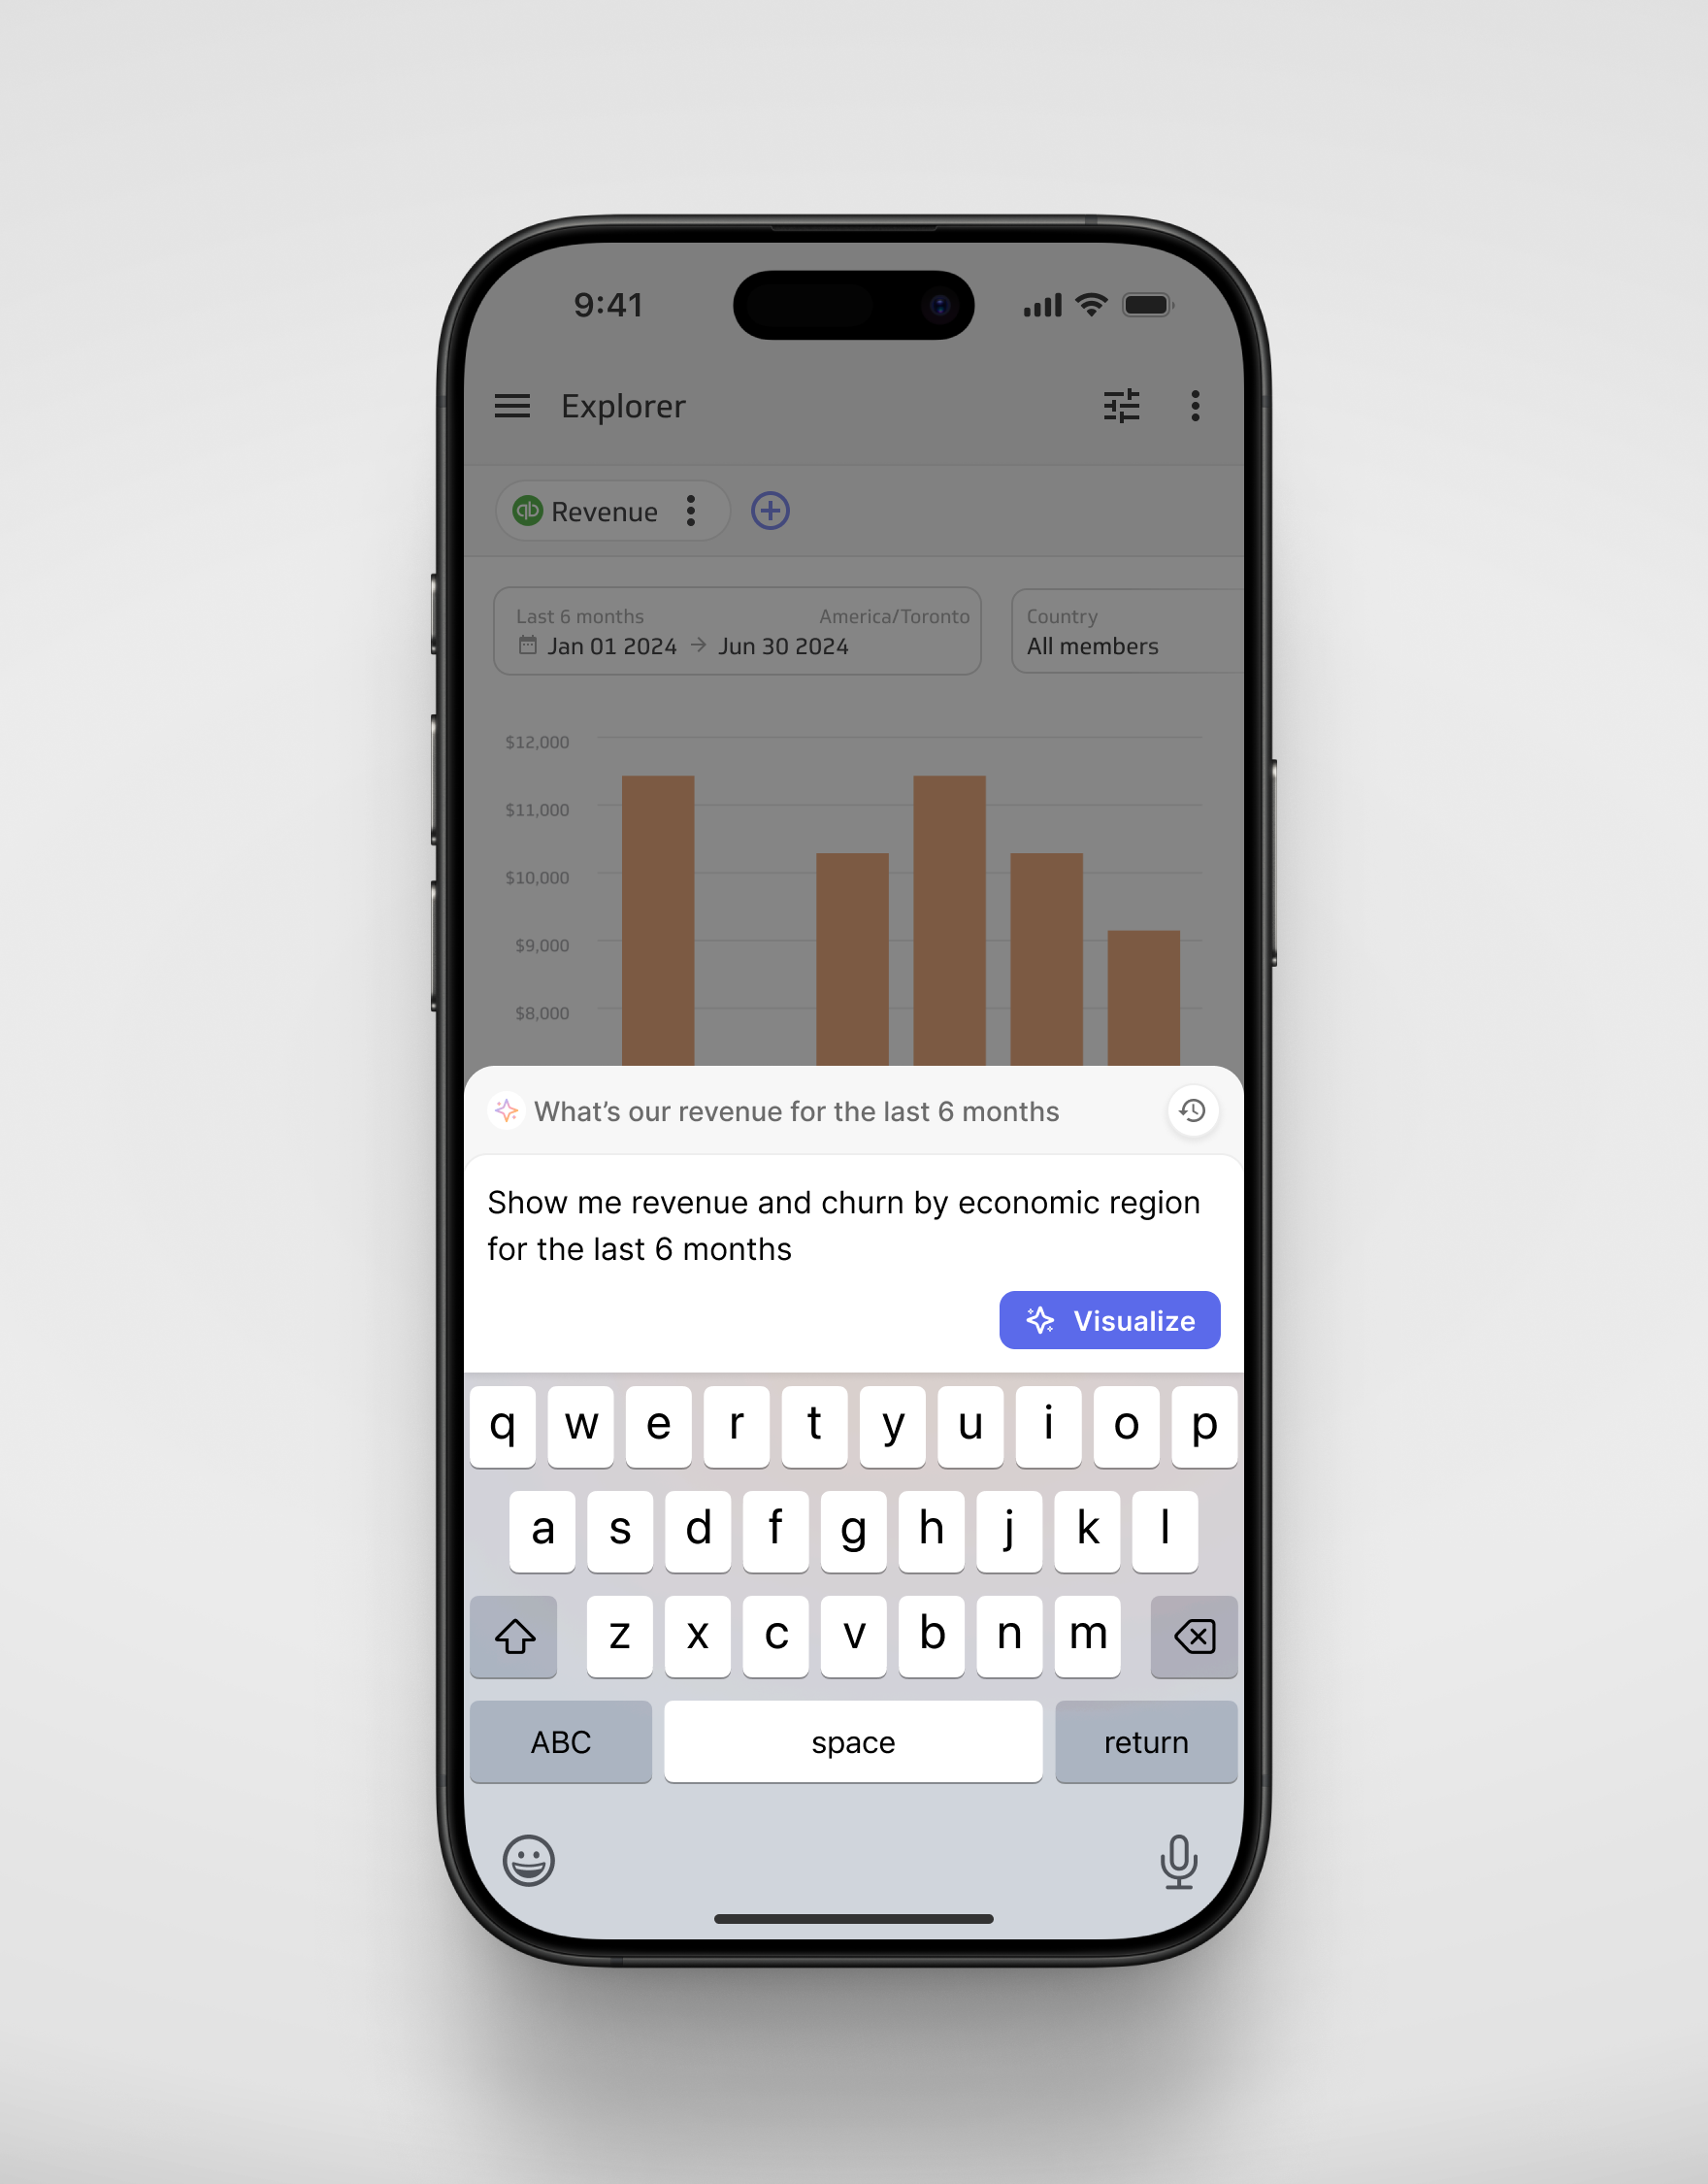 9:41
Explorer
qb Revenue
Last 6 months America/Toronto
Jan 01 2024 → Jun 30 2024
Country
All members
$12,000
$11,000
$10,000
$9,000
$8,000
What’s our revenue for the last 6 months
Show me revenue and churn by economic region
for the last 6 months
Visualize
q w e r t y u i o p
a s d f g h j k l
z x c v b n m
ABC space return